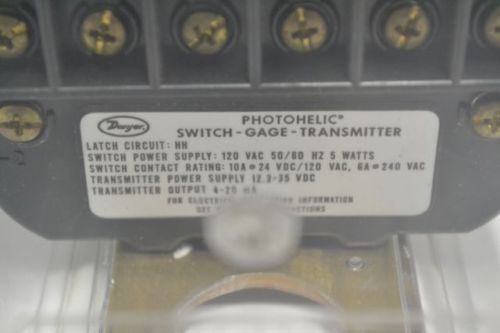 Dwyer
PHOTOHELIC®
SWITCH-GAGE-TRANSMITTER
LATCH CIRCUIT: HH
SWITCH POWER SUPPLY: 120 VAC 50/60 HZ 5 WATTS
SWITCH CONTACT RATING: 10A @ 24 VDC/120 VAC, 6A @ 240 VAC
TRANSMITTER POWER SUPPLY 12.3-35 VDC
TRANSMITTER OUTPUT 4-20 mA
FOR ELECTRICAL INFORMATION